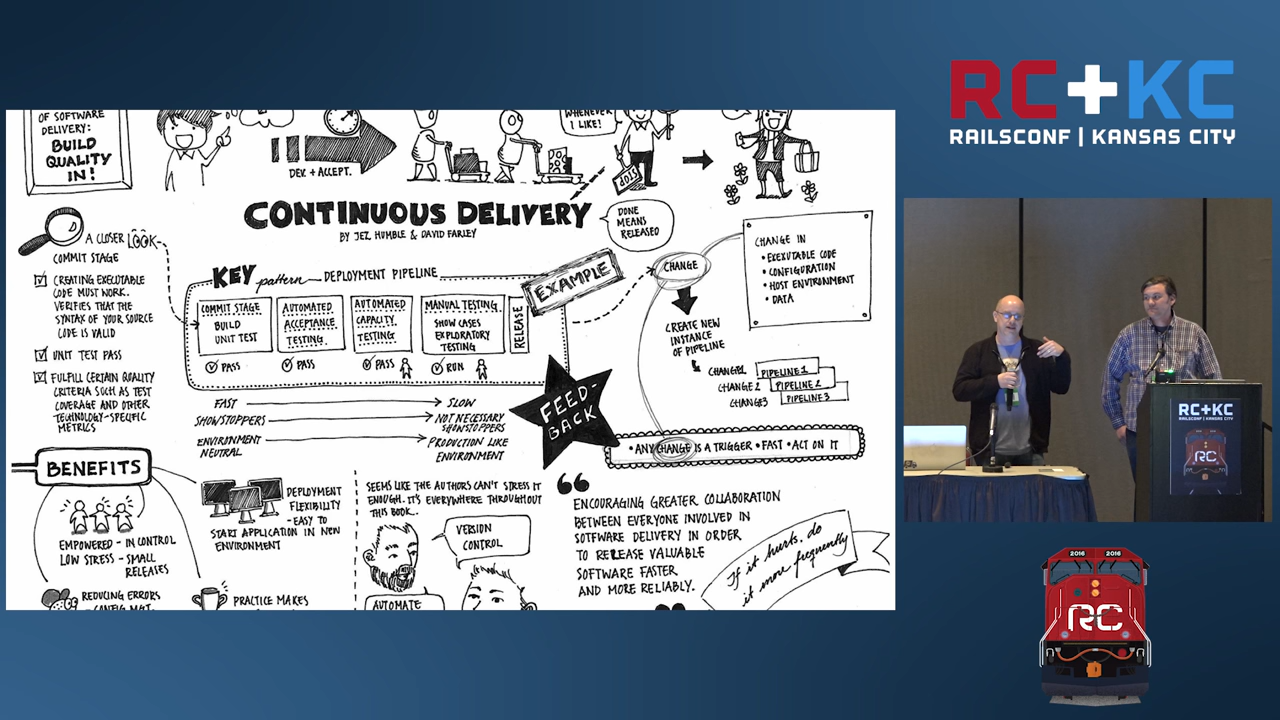 OF SOFTWARE
DELIVERY:
BUILD
QUALITY
IN!
DEV. + ACCEPT.
WHENEVER
I LIKE!
STOP
CONTINUOUS DELIVERY
BY JEZ HUMBLE & DAVID FARLEY
DONE
MEANS
RELEASED
A CLOSER LOOK
COMMIT STAGE
CREATING EXECUTABLE
CODE MUST WORK.
VERIFIES THAT THE
SYNTAX OF YOUR SOURCE
CODE IS VALID
UNIT TEST PASS
FULFILL CERTAIN QUALITY
CRITERIA SUCH AS TEST
COVERAGE AND OTHER
TECHNOLOGY-SPECIFIC
METRICS
KEY pattern DEPLOYMENT PIPELINE
COMMIT STAGE
BUILD
UNIT TEST
PASS
AUTOMATED
ACCEPTANCE
TESTING.
PASS
AUTOMATED
CAPACITY.
TESTING.
PASS
MANUAL TESTING.
SHOW CASES
EXPLORATORY
TESTING
RUN
RELEASE
EXAMPLE
FAST
SLOW
SHOWSTOPPERS
NOT NECESSARY
SHOWSTOPPERS
ENVIRONMENT
NEUTRAL
PRODUCTION LIKE
ENVIRONMENT
FEED-
BACK
CHANGE
CREATE NEW
INSTANCE
OF PIPELINE
CHANGE1 PIPELINE1
CHANGE 2 PIPELINE 2
CHANGE3 PIPELINE 3
CHANGE IN
• EXEKUTABLE CODE
• CONFIGURATION
• HOST ENVIRONMENT
• DATA
• ANY CHANGE IS A TRIGGER • FAST • ACT ON IT
BENEFITS
EMPOWERED - IN CONTROL
LOW STRESS - SMALL
RELEASES
REDUCING ERRORS
- CONFIG MGT.
DEPLOYMENT
FLEXIBILITY
- EASY TO
START APPLICATION IN NEW
ENVIRONMENT
PRACTICE MAKES
SEEMS LIKE THE AUTHORS CAN'T STRESS IT
ENOUGH. IT'S EVERYWHERE THROUGHOUT
THIS BOOK..
VERSION
CONTROL
AUTOMATE
“ ENCOURAGING GREATER COLLABORATION
BETWEEN EVERYONE INVOLVED IN
SOFTWARE DELIVERY IN ORDER
TO RELEASE VALUABLE
SOFTWARE FASTER
AND MORE RELIABLY. ”
If it hurts, do
it more frequently
RC+KC
RAILSCONF | KANSAS CITY
RC+KC
RAILSCONF | KANSAS CITY
RC
2016 2016
RC